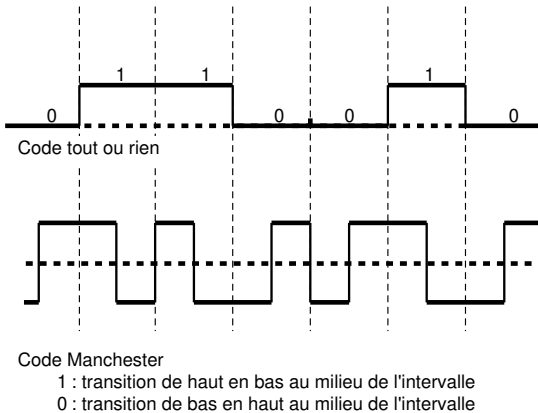 1 1 1
0 0 0 0
Code tout ou rien
Code Manchester
1 : transition de haut en bas au milieu de l'intervalle
0 : transition de bas en haut au milieu de l'intervalle